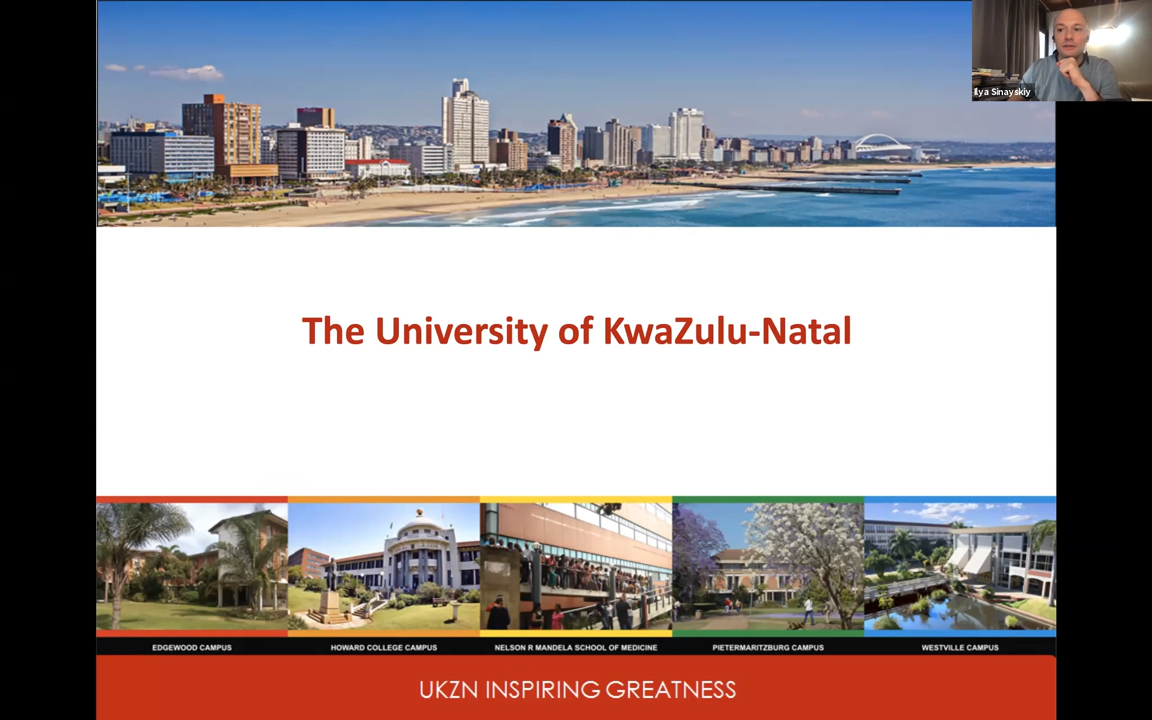 Ilya Sinayskiy
The University of KwaZulu-Natal
EDGEWOOD CAMPUS
HOWARD COLLEGE CAMPUS
NELSON R MANDELA SCHOOL OF MEDICINE
PIETERMARITZBURG CAMPUS
WESTVILLE CAMPUS
UKZN INSPIRING GREATNESS